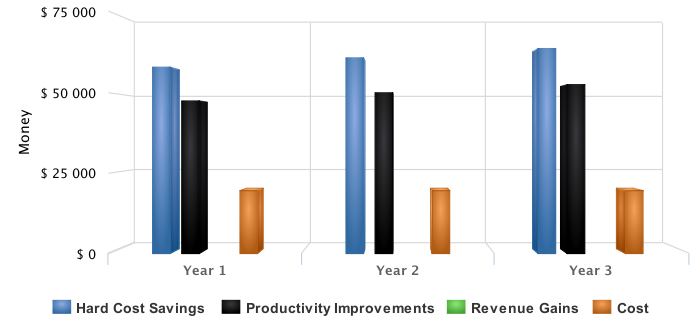 $ 75 000
$ 50 000
$ 25 000
$ 0
Money
Year 1 Year 2 Year 3
Hard Cost Savings Productivity Improvements Revenue Gains Cost